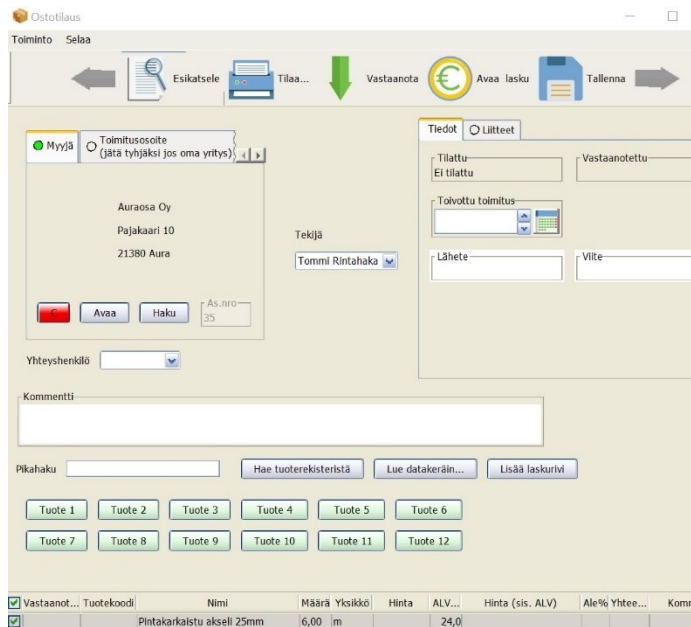 Ostotilaus
Toiminto Selaa
Esikatsele Tilaa... Vastaanota Avaa lasku Tallenna
Myyjä
Toimitusosoite
(jätä tyhjäksi jos oma yritys)
Auraosa Oy
Pajakaari 10
21380 Aura
C Avaa Haku
As.nro
35
Tekijä
Tommi Rintahaka
Tiedot Liitteet
Tilattu
Ei tilattu
Vastaanotettu
Toivottu toimitus
Lähete
Viite
Yhteyshenkilö
Kommentti
Pikahaku Hae tuoterekisteristä Lue datakeräin... Lisää laskurivi
Tuote 1 Tuote 2 Tuote 3 Tuote 4 Tuote 5 Tuote 6
Tuote 7 Tuote 8 Tuote 9 Tuote 10 Tuote 11 Tuote 12
Vastaanot... Tuotekoodi Nimi Määrä Yksikkö Hinta ALV... Hinta (sis. ALV) Ale% Yhtee... Komm
Pintakarkaistu akseli 25mm 6,00 m 24,0